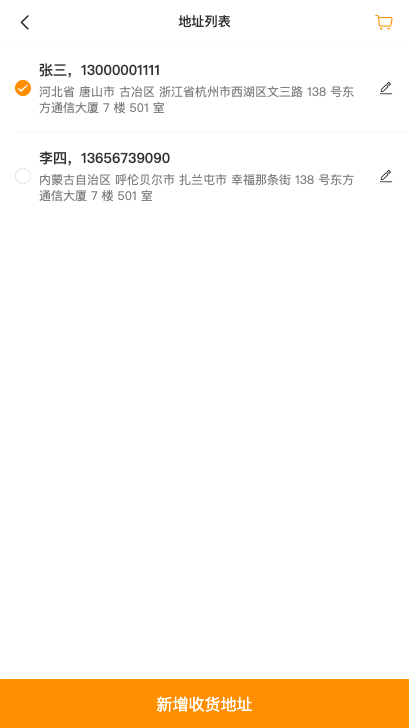 地址列表
张三，13000001111
河北省 唐山市 古冶区 浙江省杭州市西湖区文三路 138 号东
方通信大厦 7 楼 501 室
李四，13656739090
内蒙古自治区 呼伦贝尔市 扎兰屯市 幸福那条街 138 号东方
通信大厦 7 楼 501 室
新增收货地址